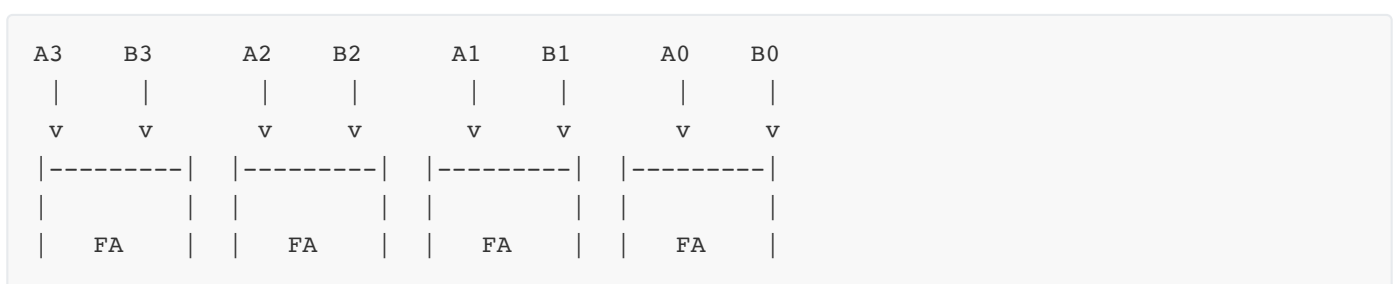 A3    B3      A2    B2      A1    B1      A0    B0
 |     |       |     |       |     |       |     |
 v     v       v     v       v     v       v     v
|---------|  |---------|  |---------|  |---------|
|         |  |         |  |         |  |         |
|   FA    |  |   FA    |  |   FA    |  |   FA    |